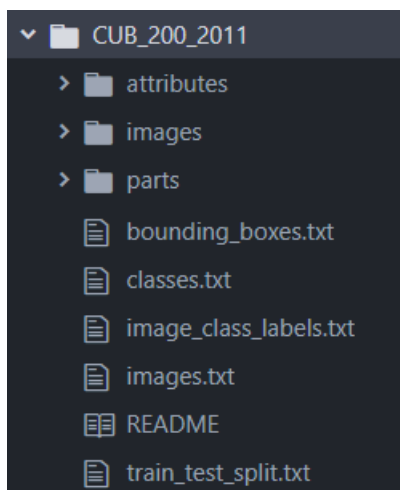 CUB_200_2011
attributes
images
parts
bounding_boxes.txt
classes.txt
image_class_labels.txt
images.txt
README
train_test_split.txt